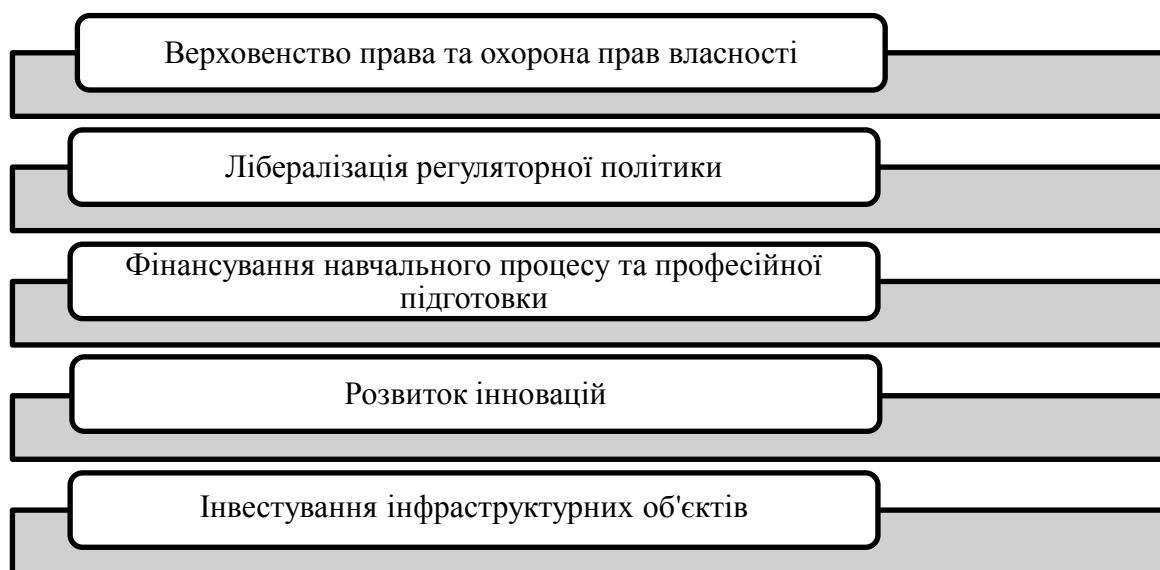 Верховенство права та охорона прав власності
Лібералізація регуляторної політики
Фінансування навчального процесу та професійної
підготовки
Розвиток інновацій
Інвестування інфраструктурних об'єктів